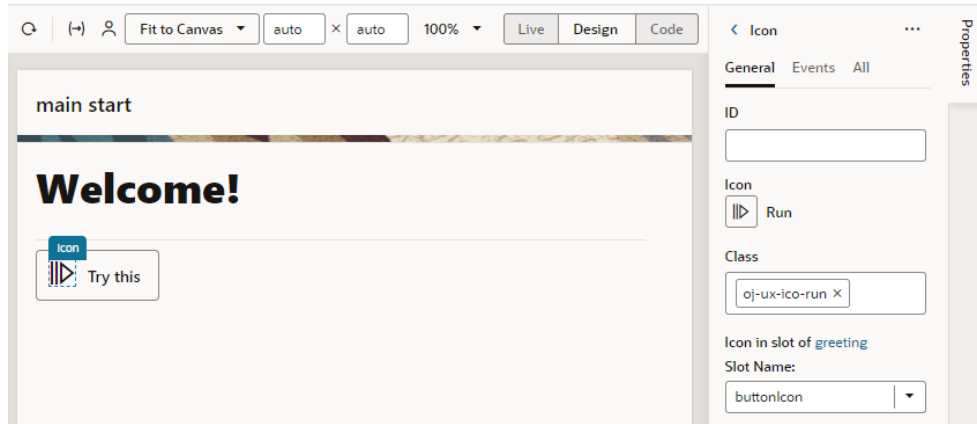 Fit to Canvas auto × auto 100% Live Design Code
main start
Welcome!
Icon
Try this
Icon
General Events All
ID
Icon
Run
Class
oj-ux-ico-run ×
Icon in slot of greeting
Slot Name:
buttonIcon
Properties